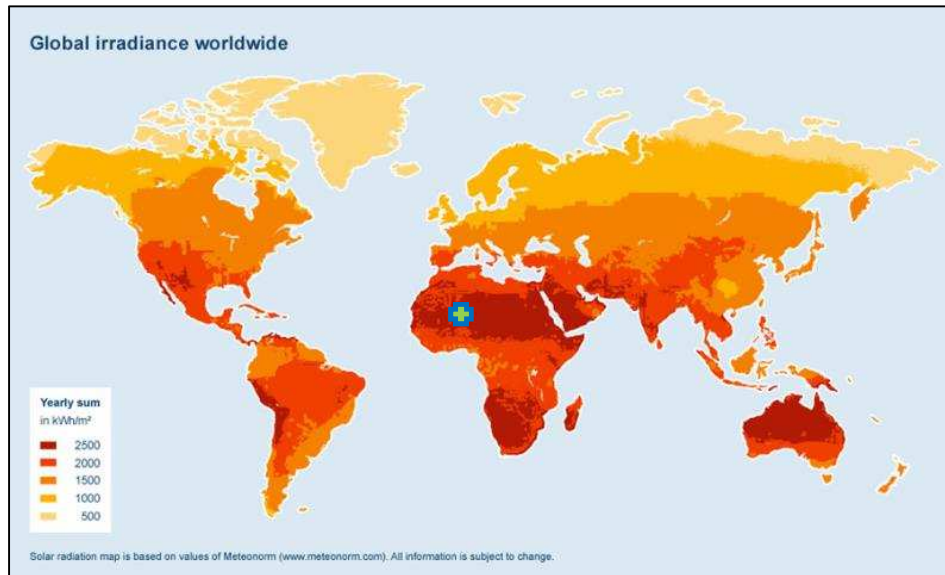 Global irradiance worldwide
Yearly sum
in kWh/m²
2500
2000
1500
1000
500
Solar radiation map is based on values of Meteonorm (www.meteonorm.com). All information is subject to change.